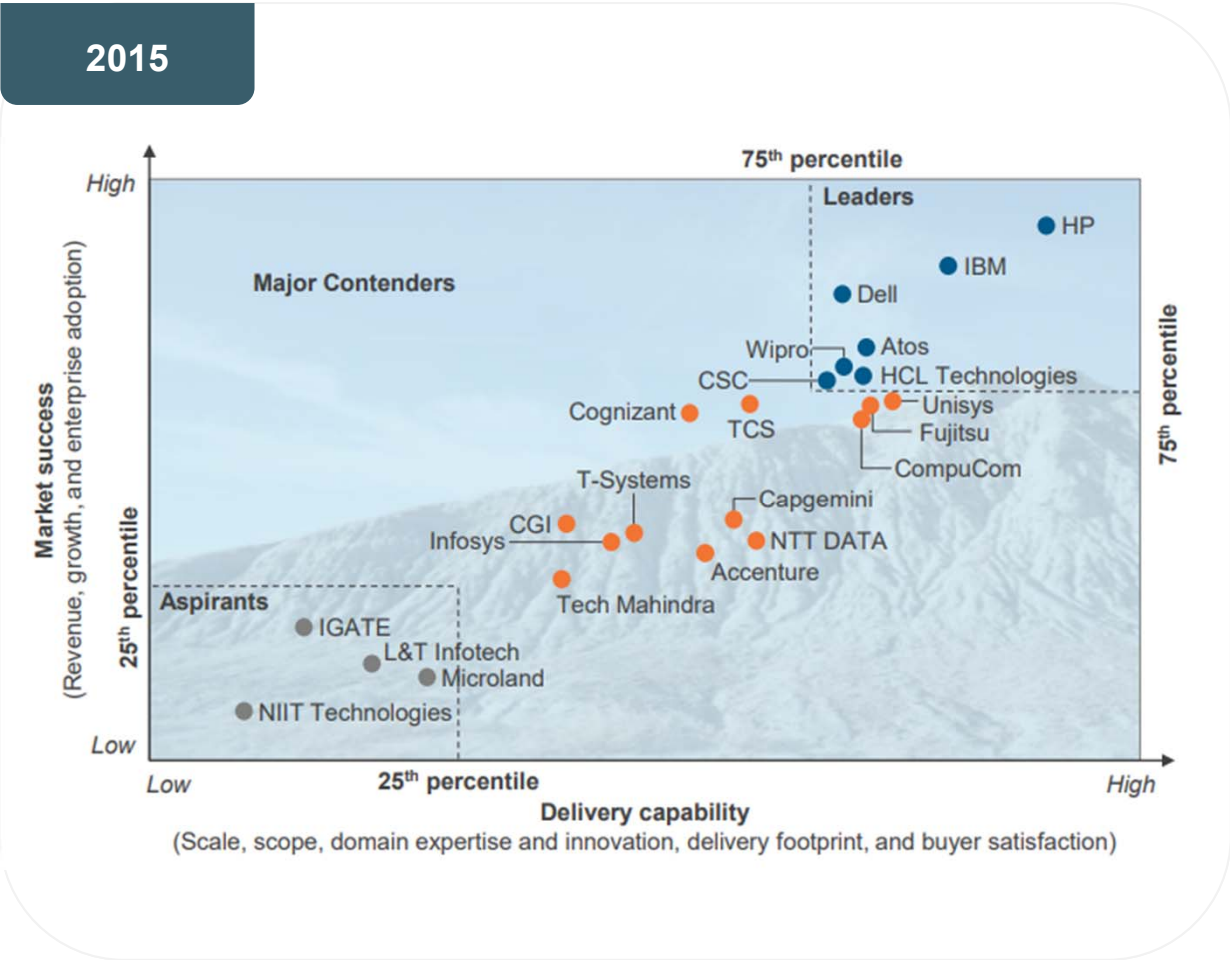 2015
75th percentile
High
Leaders
HP
IBM
Major Contenders
Dell
Wipro
Atos
CSC
HCL Technologies
Cognizant
TCS
Unisys
Fujitsu
CompuCom
T-Systems
Capgemini
CGI
Infosys
NTT DATA
Accenture
Tech Mahindra
Aspirants
IGATE
L&T Infotech
Microland
NIIT Technologies
Market success
(Revenue, growth, and enterprise adoption)
25th percentile
75th percentile
Low
Low
25th percentile
High
Delivery capability
(Scale, scope, domain expertise and innovation, delivery footprint, and buyer satisfaction)